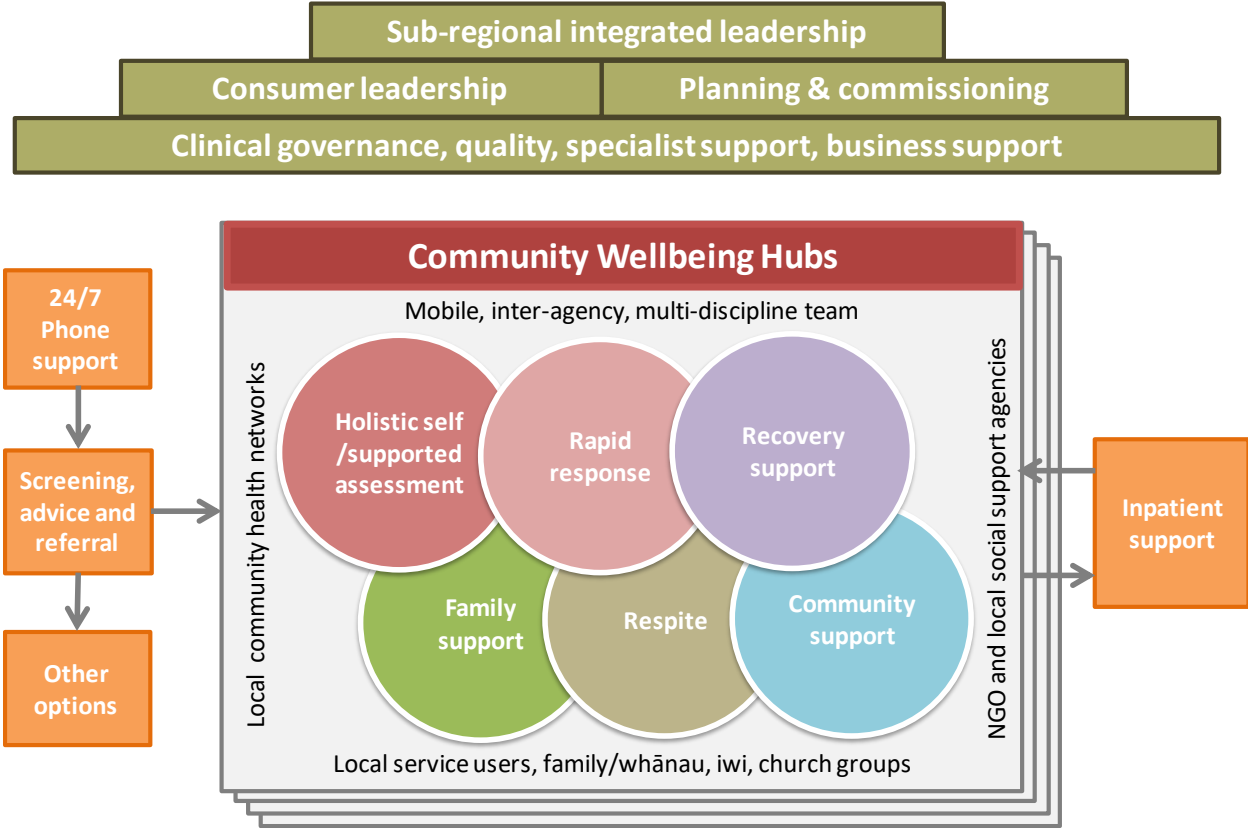 Sub-regional integrated leadership
Consumer leadership
Planning & commissioning
Clinical governance, quality, specialist support, business support
24/7
Phone
support
Screening,
advice and
referral
Other
options
Community Wellbeing Hubs
Mobile, inter-agency, multi-discipline team
Local community health networks
Holistic self
/supported
assessment
Rapid
response
Recovery
support
Family
support
Respite
Community
support
NGO and local social support agencies
Local service users, family/whānau, iwi, church groups
Inpatient
support